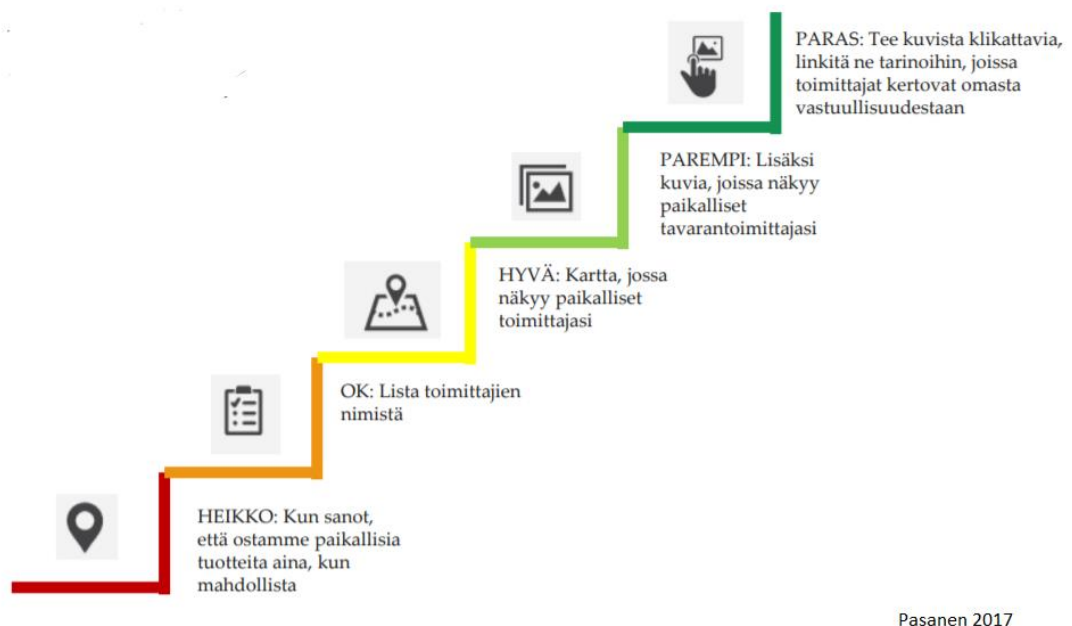 PARAS: Tee kuvista klikattavia,
linkitä ne tarinoihin, joissa
toimittajat kertovat omasta
vastuullisuudestaan
PAREMPI: Lisäksi
kuvia, joissa näkyy
paikalliset
tavarantoimittajasi
HYVÄ: Kartta, jossa
näkyy paikalliset
toimittajasi
OK: Lista toimittajien
nimistä
HEIKKO: Kun sanot,
että ostamme paikallisia
tuotteita aina, kun
mahdollista
Pasanen 2017